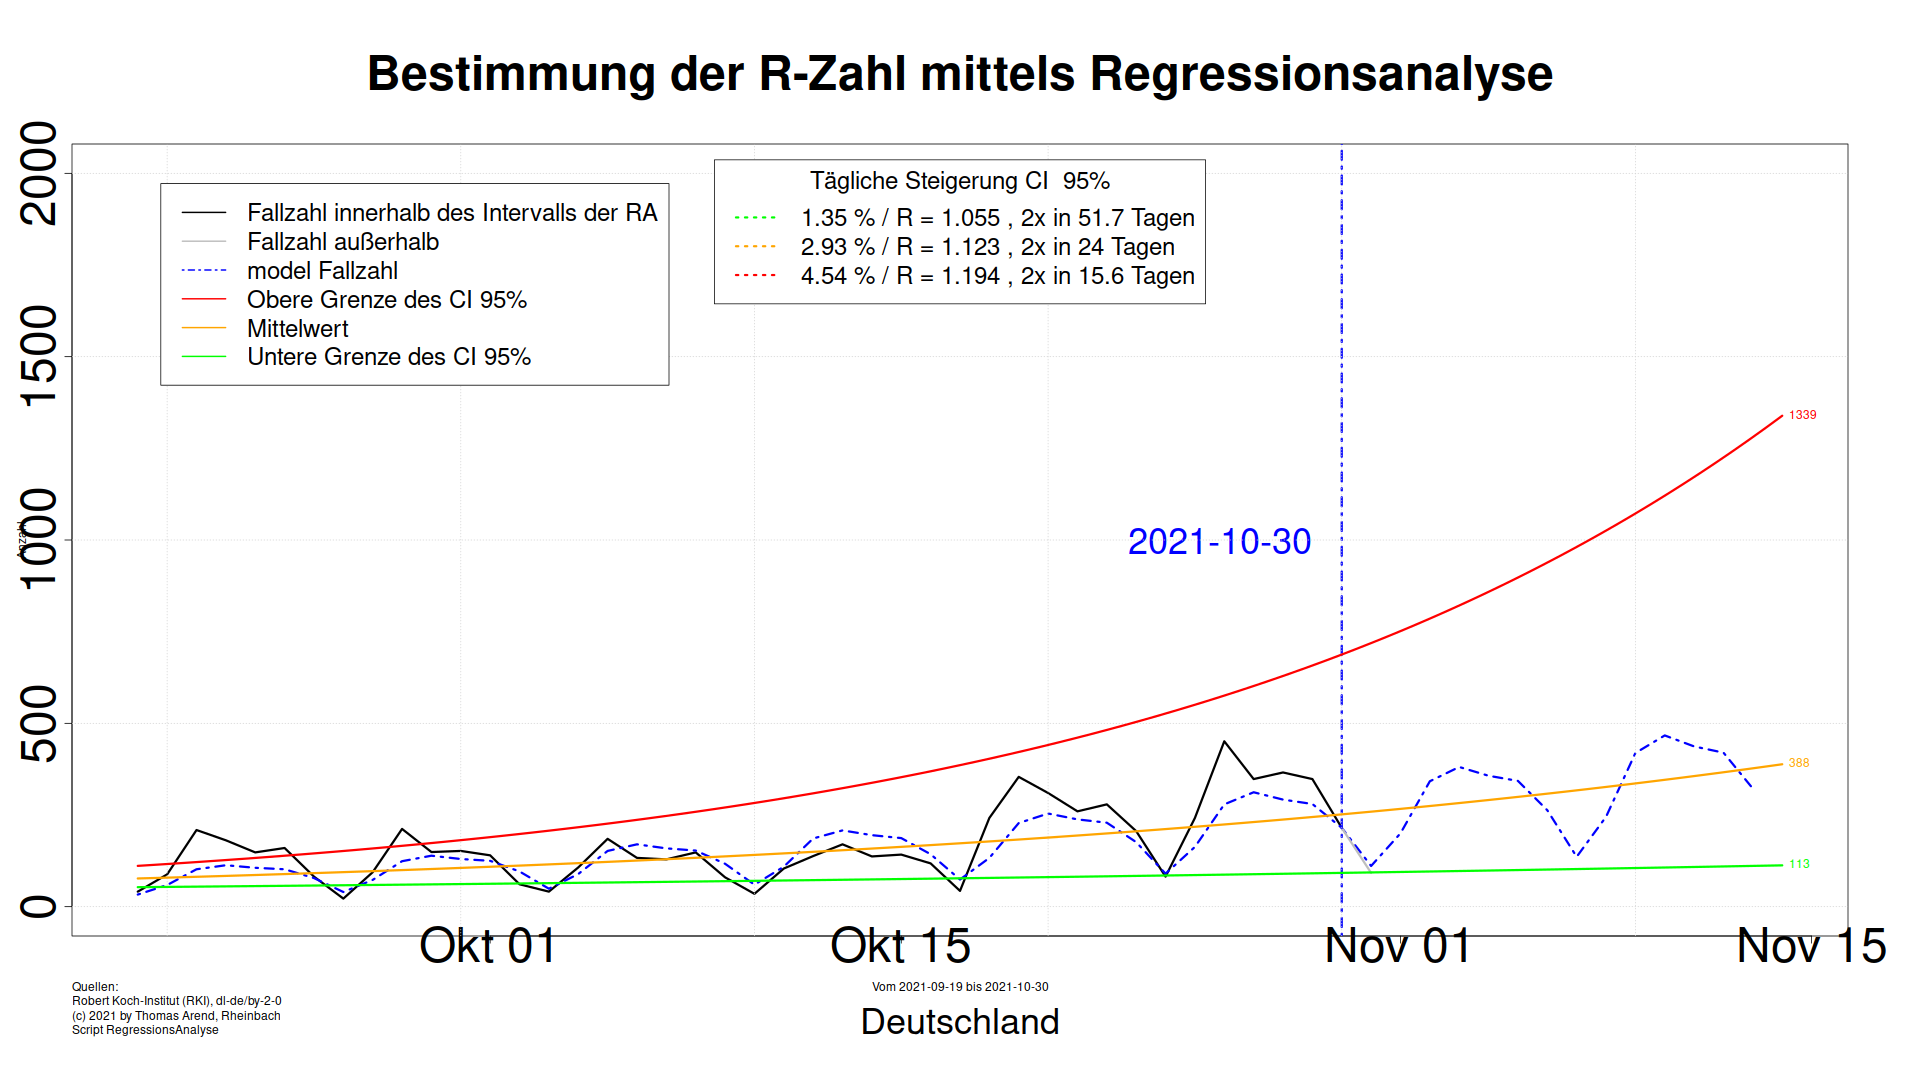 Bestimmung der R-Zahl mittels Regressionsanalyse
Fallzahl innerhalb des Intervalls der RA
Fallzahl außerhalb
model Fallzahl
Obere Grenze des CI 95%
Mittelwert
Untere Grenze des CI 95%
Tägliche Steigerung CI 95%
1.35 % / R = 1.055 , 2x in 51.7 Tagen
2.93 % / R = 1.123 , 2x in 24 Tagen
4.54 % / R = 1.194 , 2x in 15.6 Tagen
2000
1500
1000
500
0
Anzahl
2021-10-30
1339
388
113
Okt 01
Okt 15
Nov 01
Nov 15
Quellen:
Robert Koch-Institut (RKI), dl-de/by-2-0
(c) 2021 by Thomas Arend, Rheinbach
Script RegressionsAnalyse
Vom 2021-09-19 bis 2021-10-30
Deutschland